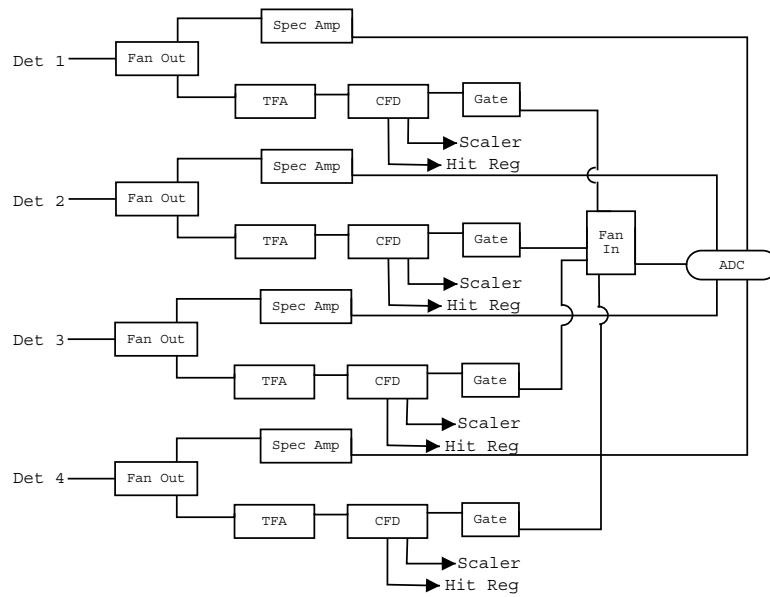 Spec Amp
Det 1
Fan Out
TFA
CFD
Gate
Scaler
Hit Reg
Spec Amp
Det 2
Fan Out
TFA
CFD
Gate
Fan
In
ADC
Scaler
Hit Reg
Spec Amp
Det 3
Fan Out
TFA
CFD
Gate
Scaler
Hit Reg
Spec Amp
Det 4
Fan Out
TFA
CFD
Gate
Scaler
Hit Reg